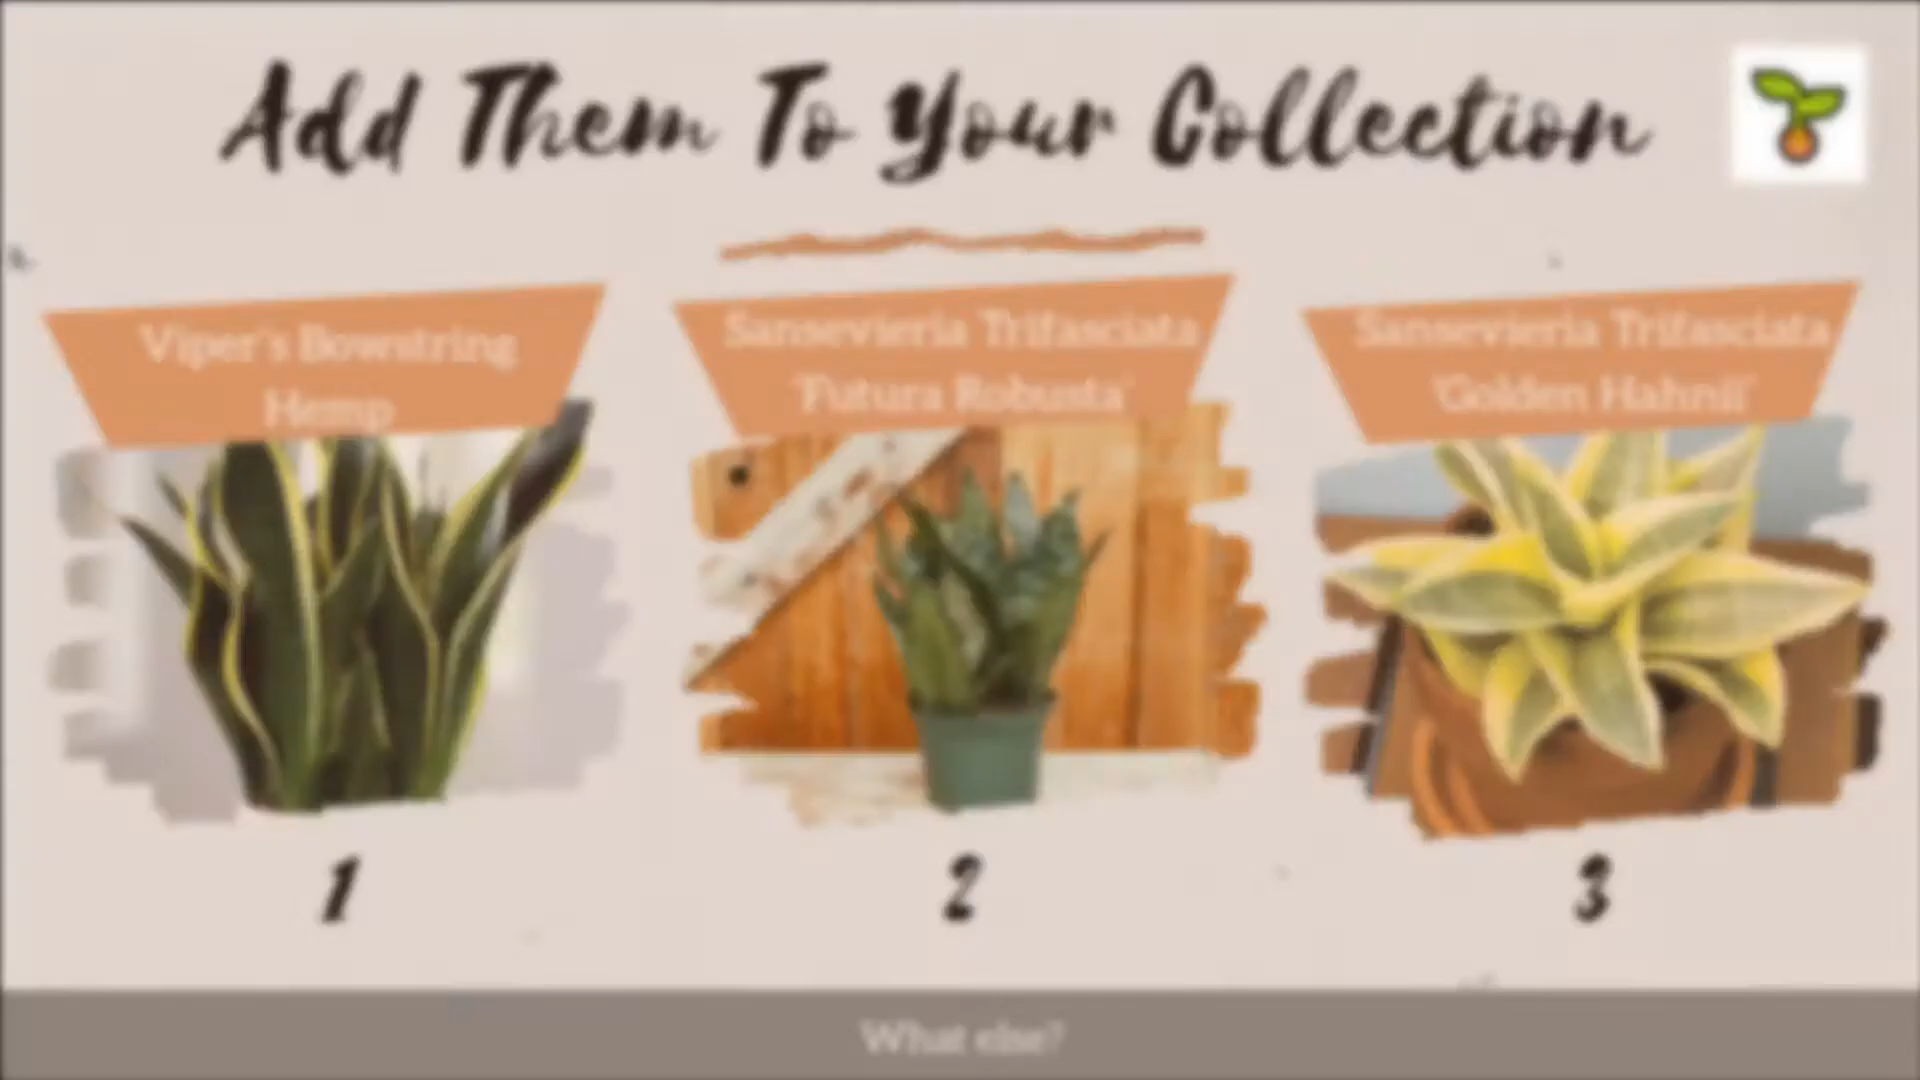 Add Them To Your Collection
Viper's Bowstring
Hemp
Sansevieria Trifasciata
'Futura Robusta'
Sansevieria Trifasciata
'Golden Hahnii'
1
2
3
What else?